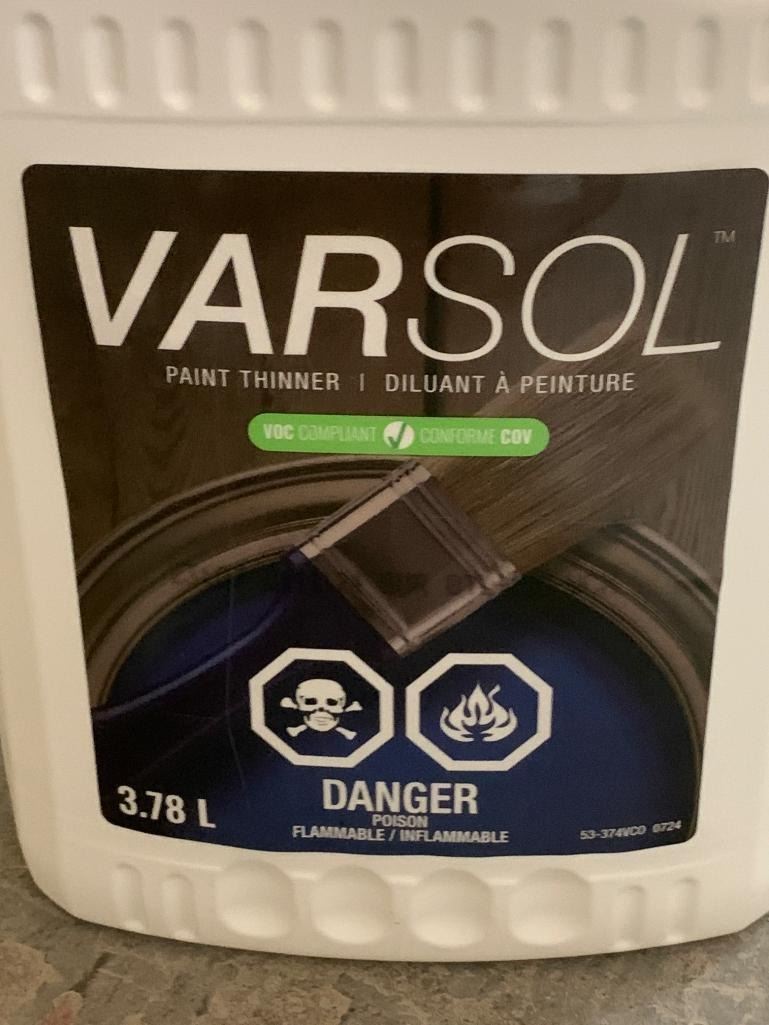 VARSOL™
PAINT THINNER | DILUANT À PEINTURE
VOC COMPLIANT CONFORME COV
3.78 L
DANGER
POISON
FLAMMABLE / INFLAMMABLE
53-374VCO 0724